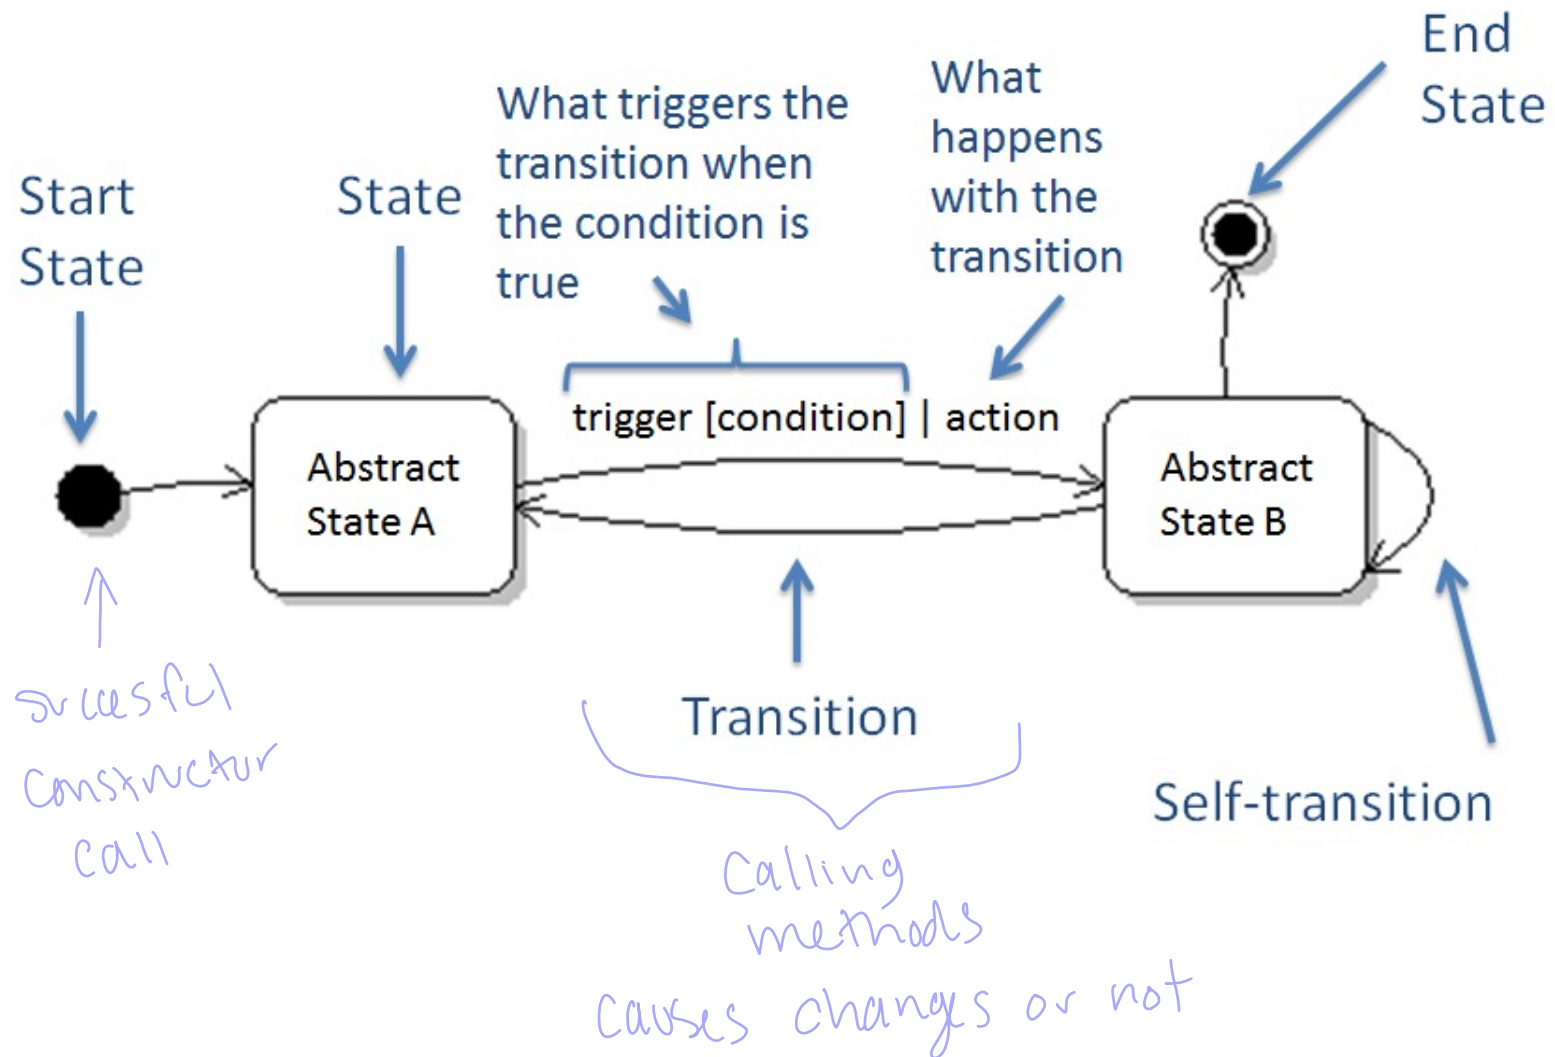 Start
State
State
What triggers the
transition when
the condition is
true
What
happens
with the
transition
End
State
trigger [condition] | action
Abstract
State A
Abstract
State B
Transition
Self-transition
succesful
constructor
call
Calling
methods
causes changes or not